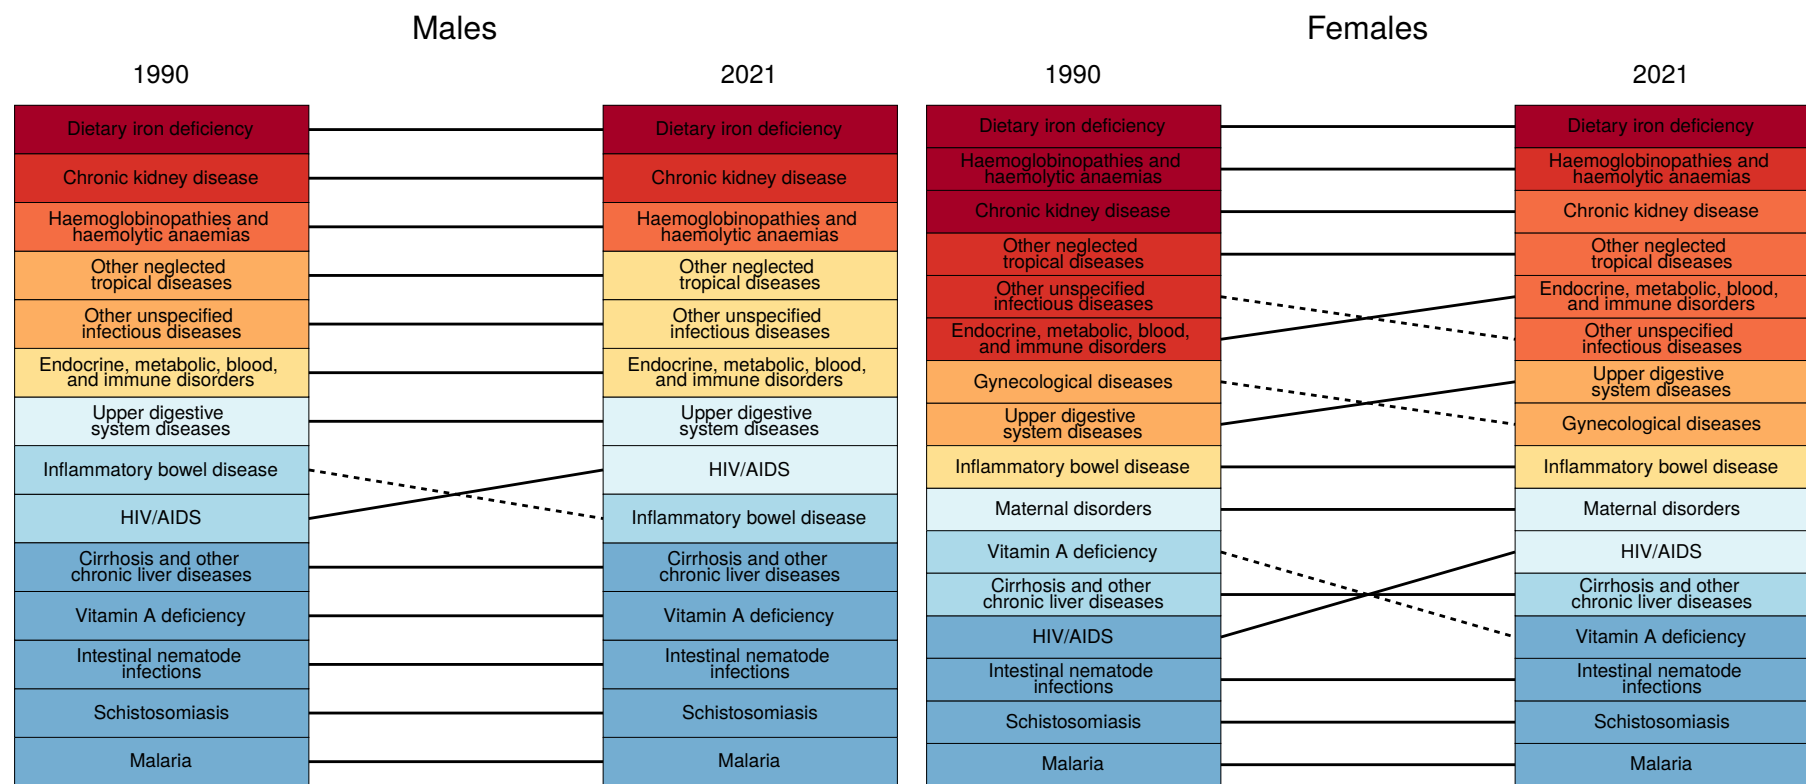 Males
1990
2021
Dietary iron deficiency
Chronic kidney disease
Haemoglobinopathies and
haemolytic anaemias
Other neglected
tropical diseases
Other unspecified
infectious diseases
Endocrine, metabolic, blood,
and immune disorders
Upper digestive
system diseases
Inflammatory bowel disease
HIV/AIDS
Cirrhosis and other
chronic liver diseases
Vitamin A deficiency
Intestinal nematode
infections
Schistosomiasis
Malaria
Dietary iron deficiency
Chronic kidney disease
Haemoglobinopathies and
haemolytic anaemias
Other neglected
tropical diseases
Other unspecified
infectious diseases
Endocrine, metabolic, blood,
and immune disorders
Upper digestive
system diseases
HIV/AIDS
Inflammatory bowel disease
Cirrhosis and other
chronic liver diseases
Vitamin A deficiency
Intestinal nematode
infections
Schistosomiasis
Malaria
Females
1990
2021
Dietary iron deficiency
Haemoglobinopathies and
haemolytic anaemias
Chronic kidney disease
Other neglected
tropical diseases
Other unspecified
infectious diseases
Endocrine, metabolic, blood,
and immune disorders
Gynecological diseases
Upper digestive
system diseases
Inflammatory bowel disease
Maternal disorders
Vitamin A deficiency
Cirrhosis and other
chronic liver diseases
HIV/AIDS
Intestinal nematode
infections
Schistosomiasis
Malaria
Dietary iron deficiency
Haemoglobinopathies and
haemolytic anaemias
Chronic kidney disease
Other neglected
tropical diseases
Endocrine, metabolic, blood,
and immune disorders
Other unspecified
infectious diseases
Upper digestive
system diseases
Gynecological diseases
Inflammatory bowel disease
Maternal disorders
HIV/AIDS
Cirrhosis and other
chronic liver diseases
Vitamin A deficiency
Intestinal nematode
infections
Schistosomiasis
Malaria